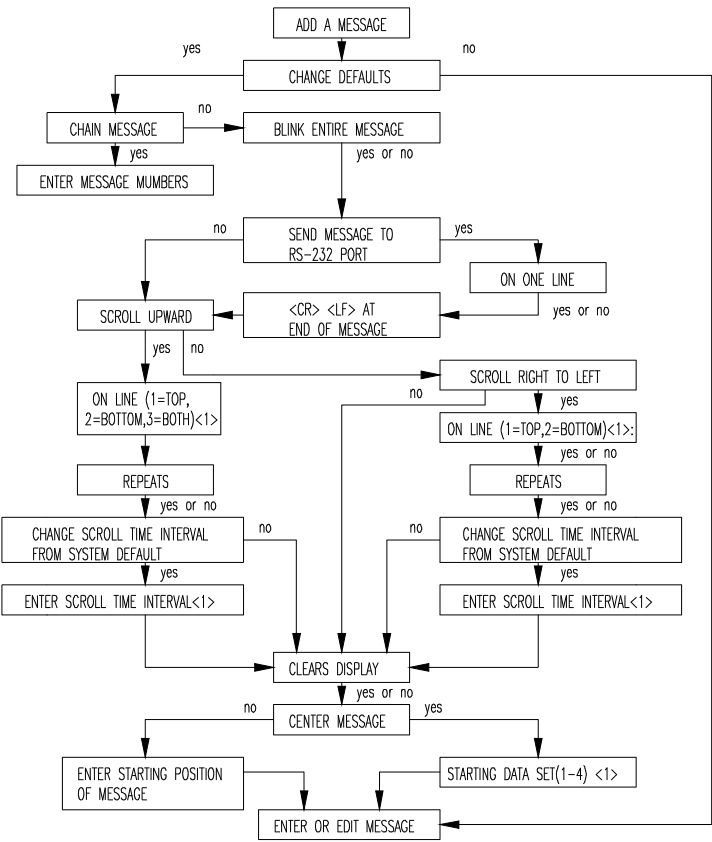 ADD A MESSAGE
yes
no
CHANGE DEFAULTS
no
CHAIN MESSAGE
BLINK ENTIRE MESSAGE
yes
yes or no
ENTER MESSAGE MUMBERS
no
SEND MESSAGE TO
RS-232 PORT
yes
ON ONE LINE
SCROLL UPWARD
<CR> <LF> AT
END OF MESSAGE
yes or no
yes
no
SCROLL RIGHT TO LEFT
ON LINE (1=TOP,
2=BOTTOM,3=BOTH)<1>
no
yes
ON LINE (1=TOP,2=BOTTOM)<1>:
yes or no
REPEATS
REPEATS
yes or no
yes or no
CHANGE SCROLL TIME INTERVAL
FROM SYSTEM DEFAULT
no
no
CHANGE SCROLL TIME INTERVAL
FROM SYSTEM DEFAULT
yes
yes
ENTER SCROLL TIME INTERVAL<1>
ENTER SCROLL TIME INTERVAL<1>
CLEARS DISPLAY
yes or no
no
CENTER MESSAGE
yes
ENTER STARTING POSITION
OF MESSAGE
STARTING DATA SET(1-4) <1>
ENTER OR EDIT MESSAGE